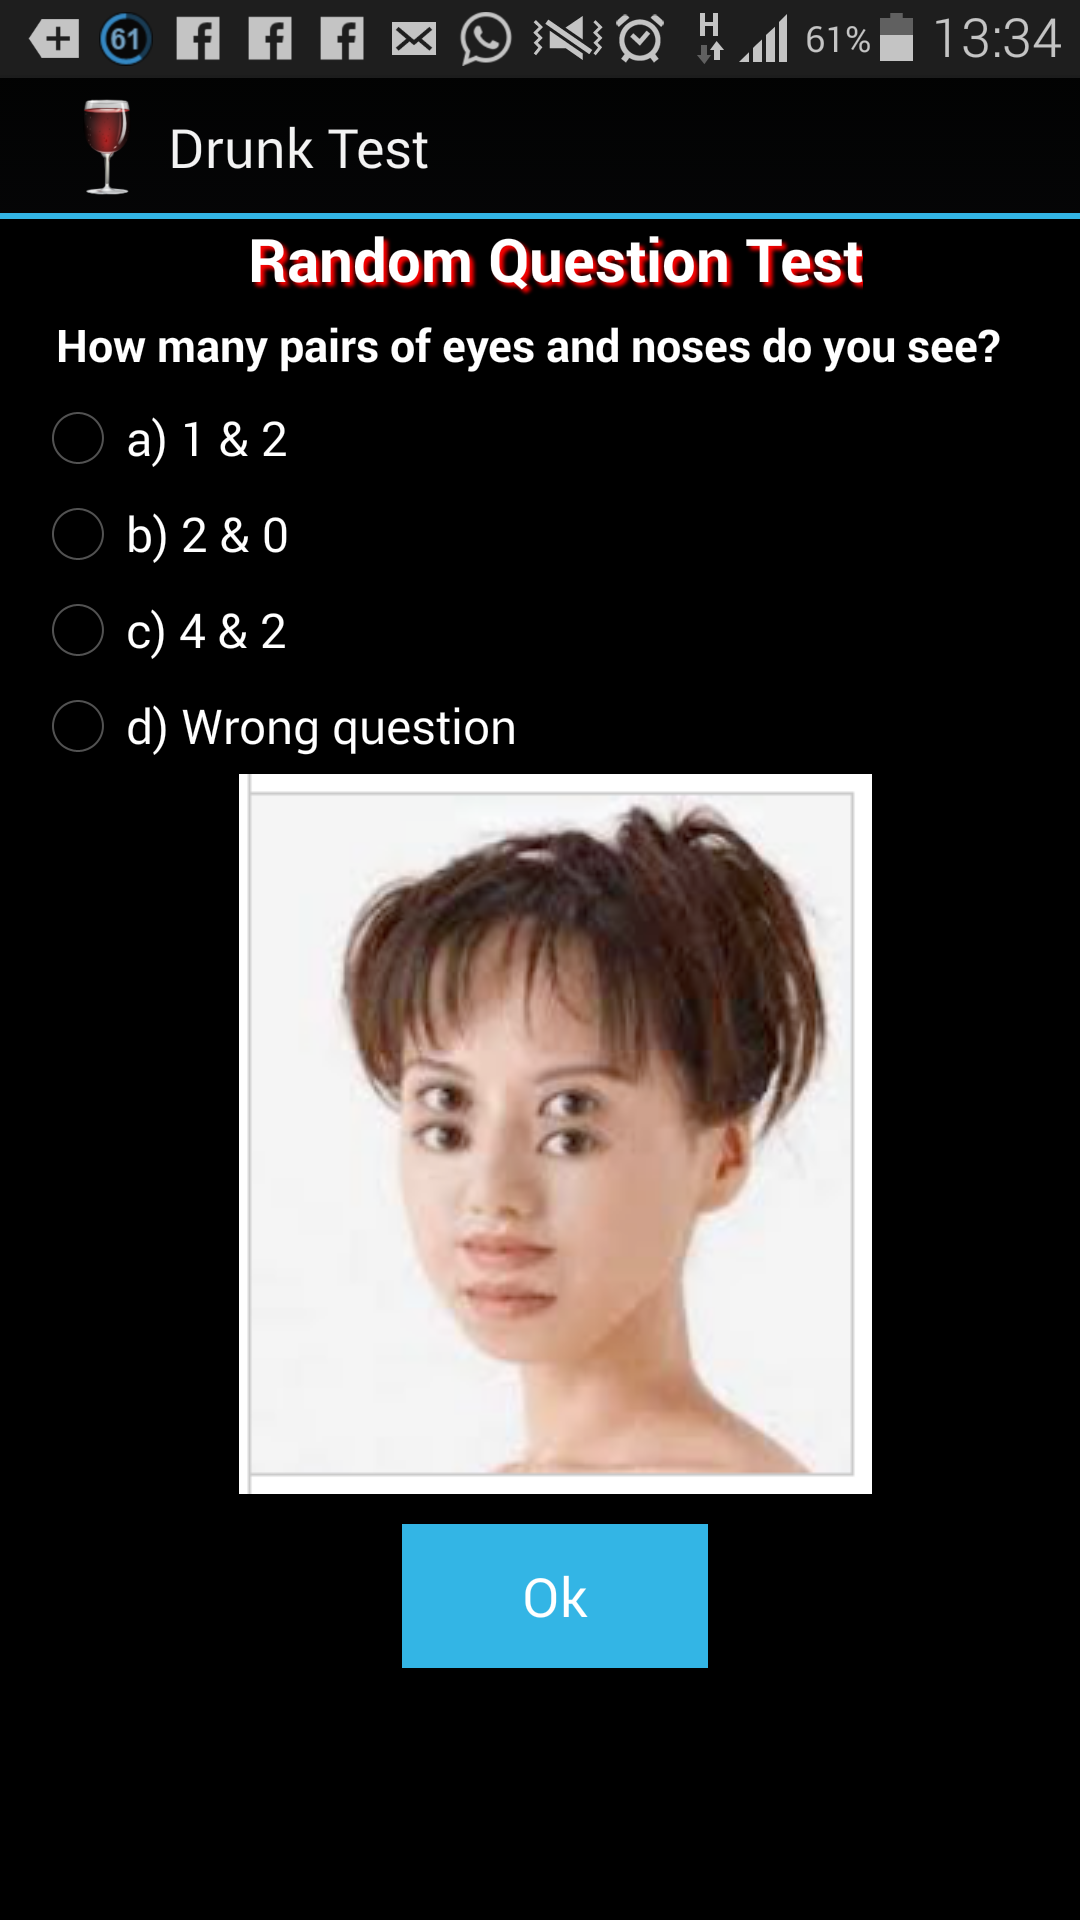 61 H 61% 13:34
Drunk Test
Random Question Test
How many pairs of eyes and noses do you see?
a) 1 & 2
b) 2 & 0
c) 4 & 2
d) Wrong question
Ok